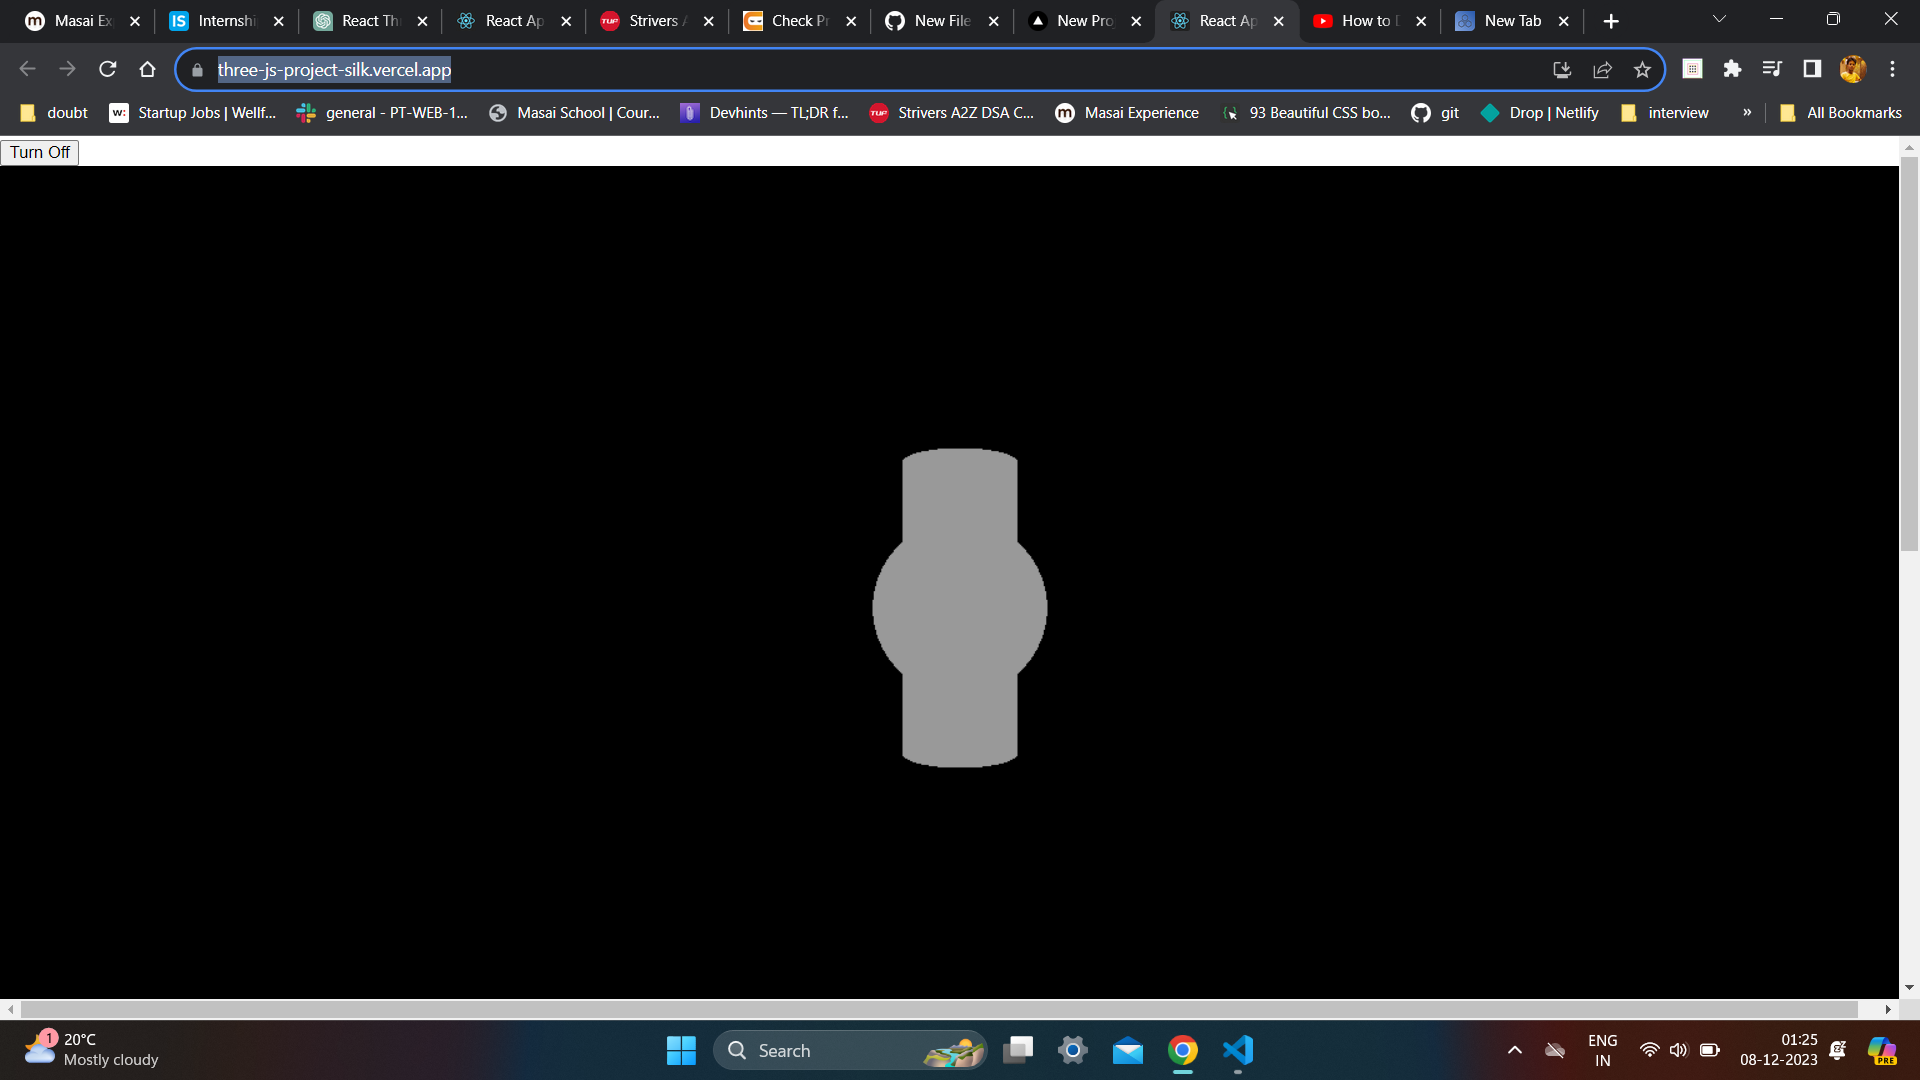 Masai Ex
Internshi
React Thr
React Ap
Strivers A
Check Pr
New File
New Proj
React Ap
How to D
New Tab
three-js-project-silk.vercel.app
doubt
Startup Jobs | Wellf...
general - PT-WEB-1...
Masai School | Cour...
Devhints — TL;DR f...
Strivers A2Z DSA C...
Masai Experience
93 Beautiful CSS bo...
git
Drop | Netlify
interview
»
All Bookmarks
Turn Off
1
20°C
Mostly cloudy
Search
ENG
IN
01:25
08-12-2023
PRE